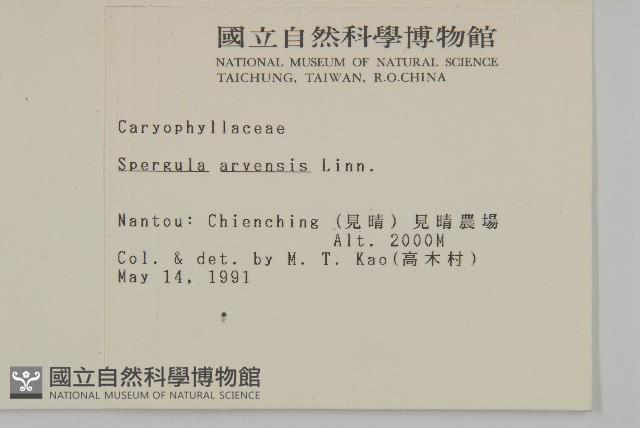 國立自然科學博物館
NATIONAL MUSEUM OF NATURAL SCIENCE
TAICHUNG, TAIWAN, R.O.CHINA
Caryophyllaceae
Spergula arvensis Linn.
Nantou: Chienching (見晴) 見晴農場
Alt. 2000M
Col. & det. by M. T. Kao(高木村)
May 14, 1991
國立自然科學博物館
NATIONAL MUSEUM OF NATURAL SCIENCE